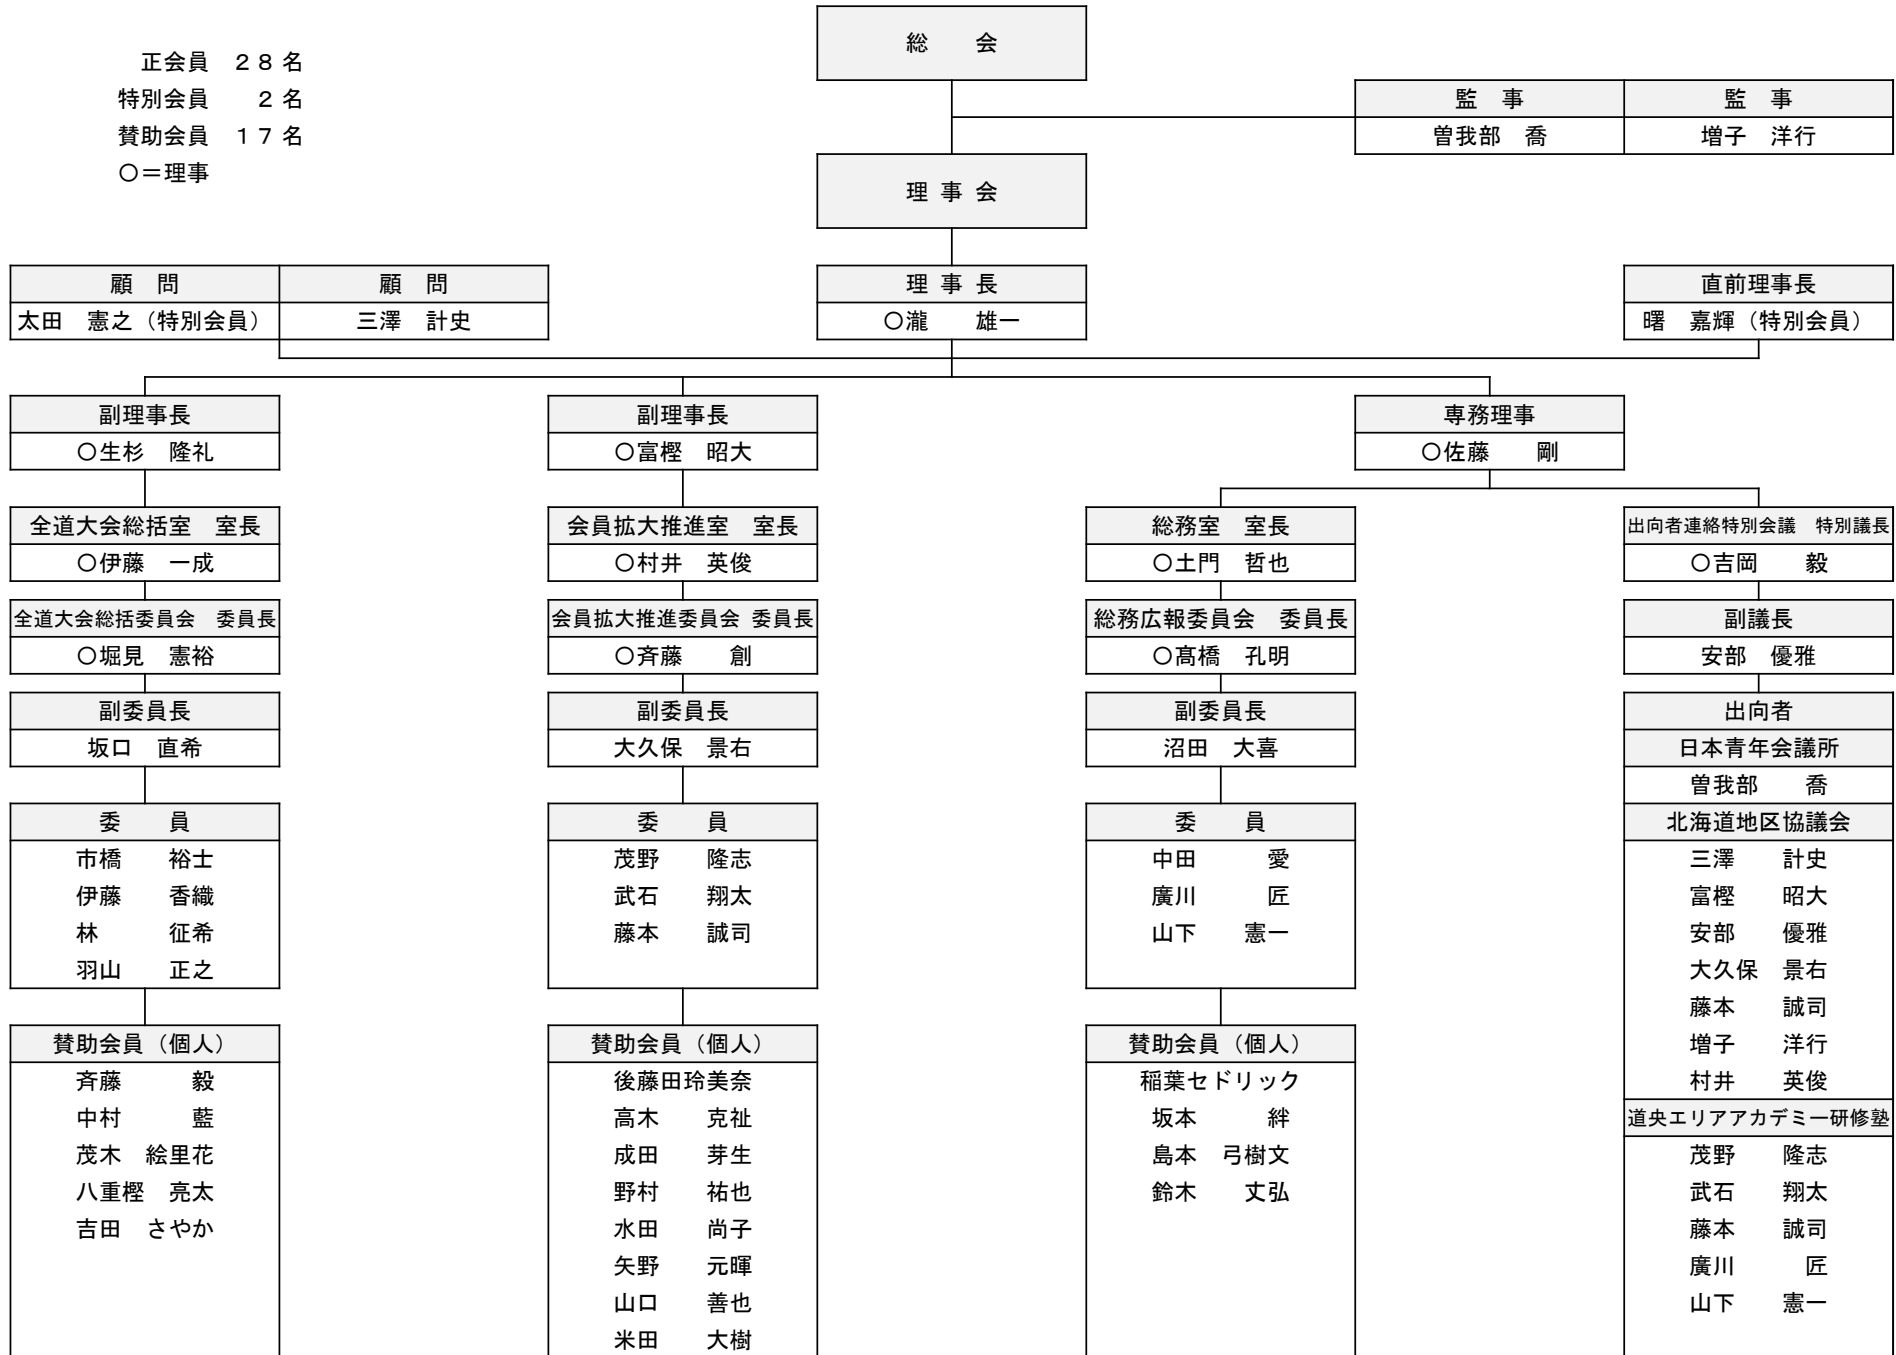 正会員　２８名
特別会員　　２名
賛助会員　１７名
〇＝理事
総　　会
監　事
曽我部　喬
監　事
増子　洋行
理 事 会
顧　問
太田　憲之（特別会員）
顧　問
三澤　計史
理 事 長
〇瀧　　雄一
直前理事長
曙　嘉輝（特別会員）
副理事長
〇生杉　隆礼
全道大会総括室　室長
〇伊藤　一成
全道大会総括委員会　委員長
〇堀見　憲裕
副委員長
坂口　直希
委　　員
市橋　　裕士
伊藤　　香織
林　　　征希
羽山　　正之
賛助会員（個人）
斉藤　　　毅
中村　　　藍
茂木　絵里花
八重樫　亮太
吉田　さやか
副理事長
〇富樫　昭大
会員拡大推進室　室長
〇村井　英俊
会員拡大推進委員会 委員長
〇斉藤　　創
副委員長
大久保　景右
委　　員
茂野　　隆志
武石　　翔太
藤本　　誠司
賛助会員（個人）
後藤田玲美奈
高木　　克祉
成田　　芽生
野村　　祐也
水田　　尚子
矢野　　元暉
山口　　善也
米田　　大樹
専務理事
〇佐藤　　剛
総務室　室長
〇土門　哲也
総務広報委員会　委員長
〇髙橋　孔明
副委員長
沼田　大喜
委　　員
中田　　　愛
廣川　　　匠
山下　　憲一
賛助会員（個人）
稲葉セドリック
坂本　　　絆
島本　弓樹文
鈴木　　丈弘
出向者連絡特別会議　特別議長
〇吉岡　　毅
副議長
安部　優雅
出向者
日本青年会議所
曽我部　　喬
北海道地区協議会
三澤　　計史
富樫　　昭大
安部　　優雅
大久保　景右
藤本　　誠司
増子　　洋行
村井　　英俊
道央エリアアカデミー研修塾
茂野　　隆志
武石　　翔太
藤本　　誠司
廣川　　　匠
山下　　憲一